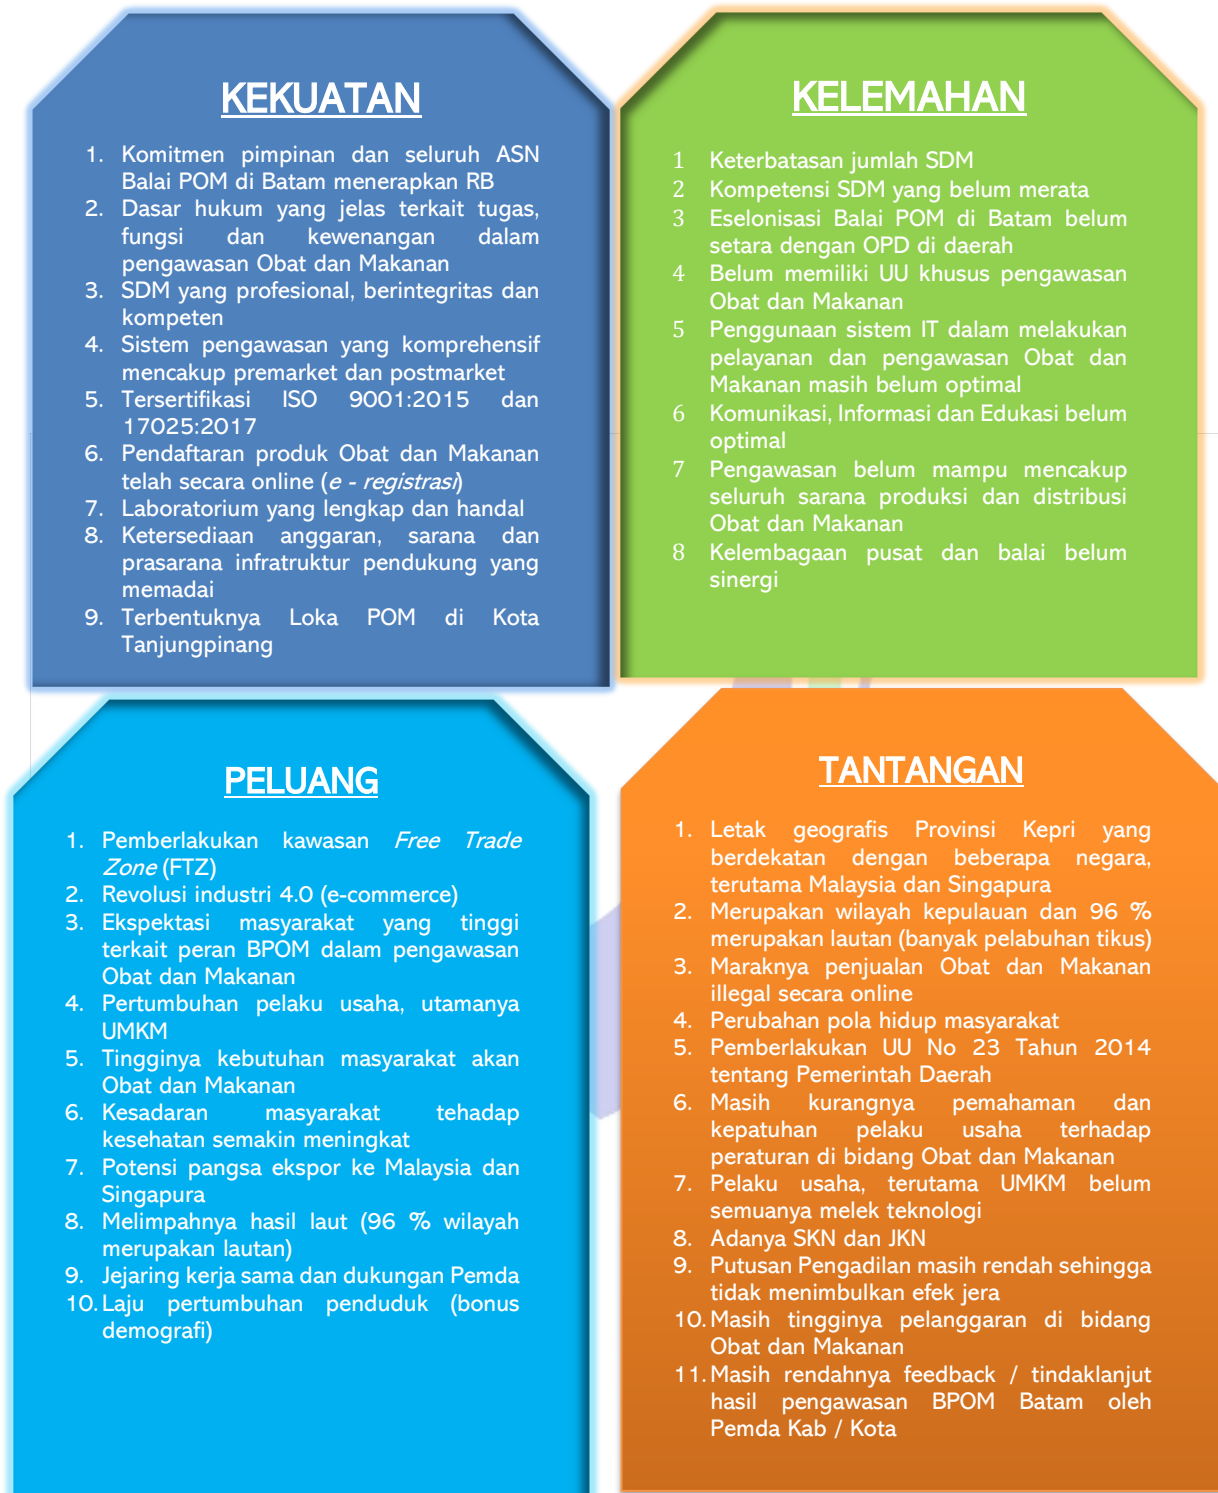 KEKUATAN
1. Komitmen pimpinan dan seluruh ASN
Balai POM di Batam menerapkan RB
2. Dasar hukum yang jelas terkait tugas,
fungsi dan kewenangan dalam
pengawasan Obat dan Makanan
3. SDM yang profesional, berintegritas dan
kompeten
4. Sistem pengawasan yang komprehensif
mencakup premarket dan postmarket
5. Tersertifikasi ISO 9001:2015 dan
17025:2017
6. Pendaftaran produk Obat dan Makanan
telah secara online (e - registrasi)
7. Laboratorium yang lengkap dan handal
8. Ketersediaan anggaran, sarana dan
prasarana infratruktur pendukung yang
memadai
9. Terbentuknya Loka POM di Kota
Tanjungpinang
KELEMAHAN
1 Keterbatasan jumlah SDM
2 Kompetensi SDM yang belum merata
3 Eselonisasi Balai POM di Batam belum
setara dengan OPD di daerah
4 Belum memiliki UU khusus pengawasan
Obat dan Makanan
5 Penggunaan sistem IT dalam melakukan
pelayanan dan pengawasan Obat dan
Makanan masih belum optimal
6 Komunikasi, Informasi dan Edukasi belum
optimal
7 Pengawasan belum mampu mencakup
seluruh sarana produksi dan distribusi
Obat dan Makanan
8 Kelembagaan pusat dan balai belum
sinergi
PELUANG
1. Pemberlakukan kawasan Free Trade
Zone (FTZ)
2. Revolusi industri 4.0 (e-commerce)
3. Ekspektasi masyarakat yang tinggi
terkait peran BPOM dalam pengawasan
Obat dan Makanan
4. Pertumbuhan pelaku usaha, utamanya
UMKM
5. Tingginya kebutuhan masyarakat akan
Obat dan Makanan
6. Kesadaran masyarakat tehadap
kesehatan semakin meningkat
7. Potensi pangsa ekspor ke Malaysia dan
Singapura
8. Melimpahnya hasil laut (96 % wilayah
merupakan lautan)
9. Jejaring kerja sama dan dukungan Pemda
10. Laju pertumbuhan penduduk (bonus
demografi)
TANTANGAN
1. Letak geografis Provinsi Kepri yang
berdekatan dengan beberapa negara,
terutama Malaysia dan Singapura
2. Merupakan wilayah kepulauan dan 96 %
merupakan lautan (banyak pelabuhan tikus)
3. Maraknya penjualan Obat dan Makanan
illegal secara online
4. Perubahan pola hidup masyarakat
5. Pemberlakukan UU No 23 Tahun 2014
tentang Pemerintah Daerah
6. Masih kurangnya pemahaman dan
kepatuhan pelaku usaha terhadap
peraturan di bidang Obat dan Makanan
7. Pelaku usaha, terutama UMKM belum
semuanya melek teknologi
8. Adanya SKN dan JKN
9. Putusan Pengadilan masih rendah sehingga
tidak menimbulkan efek jera
10. Masih tingginya pelanggaran di bidang
Obat dan Makanan
11. Masih rendahnya feedback / tindaklanjut
hasil pengawasan BPOM Batam oleh
Pemda Kab / Kota